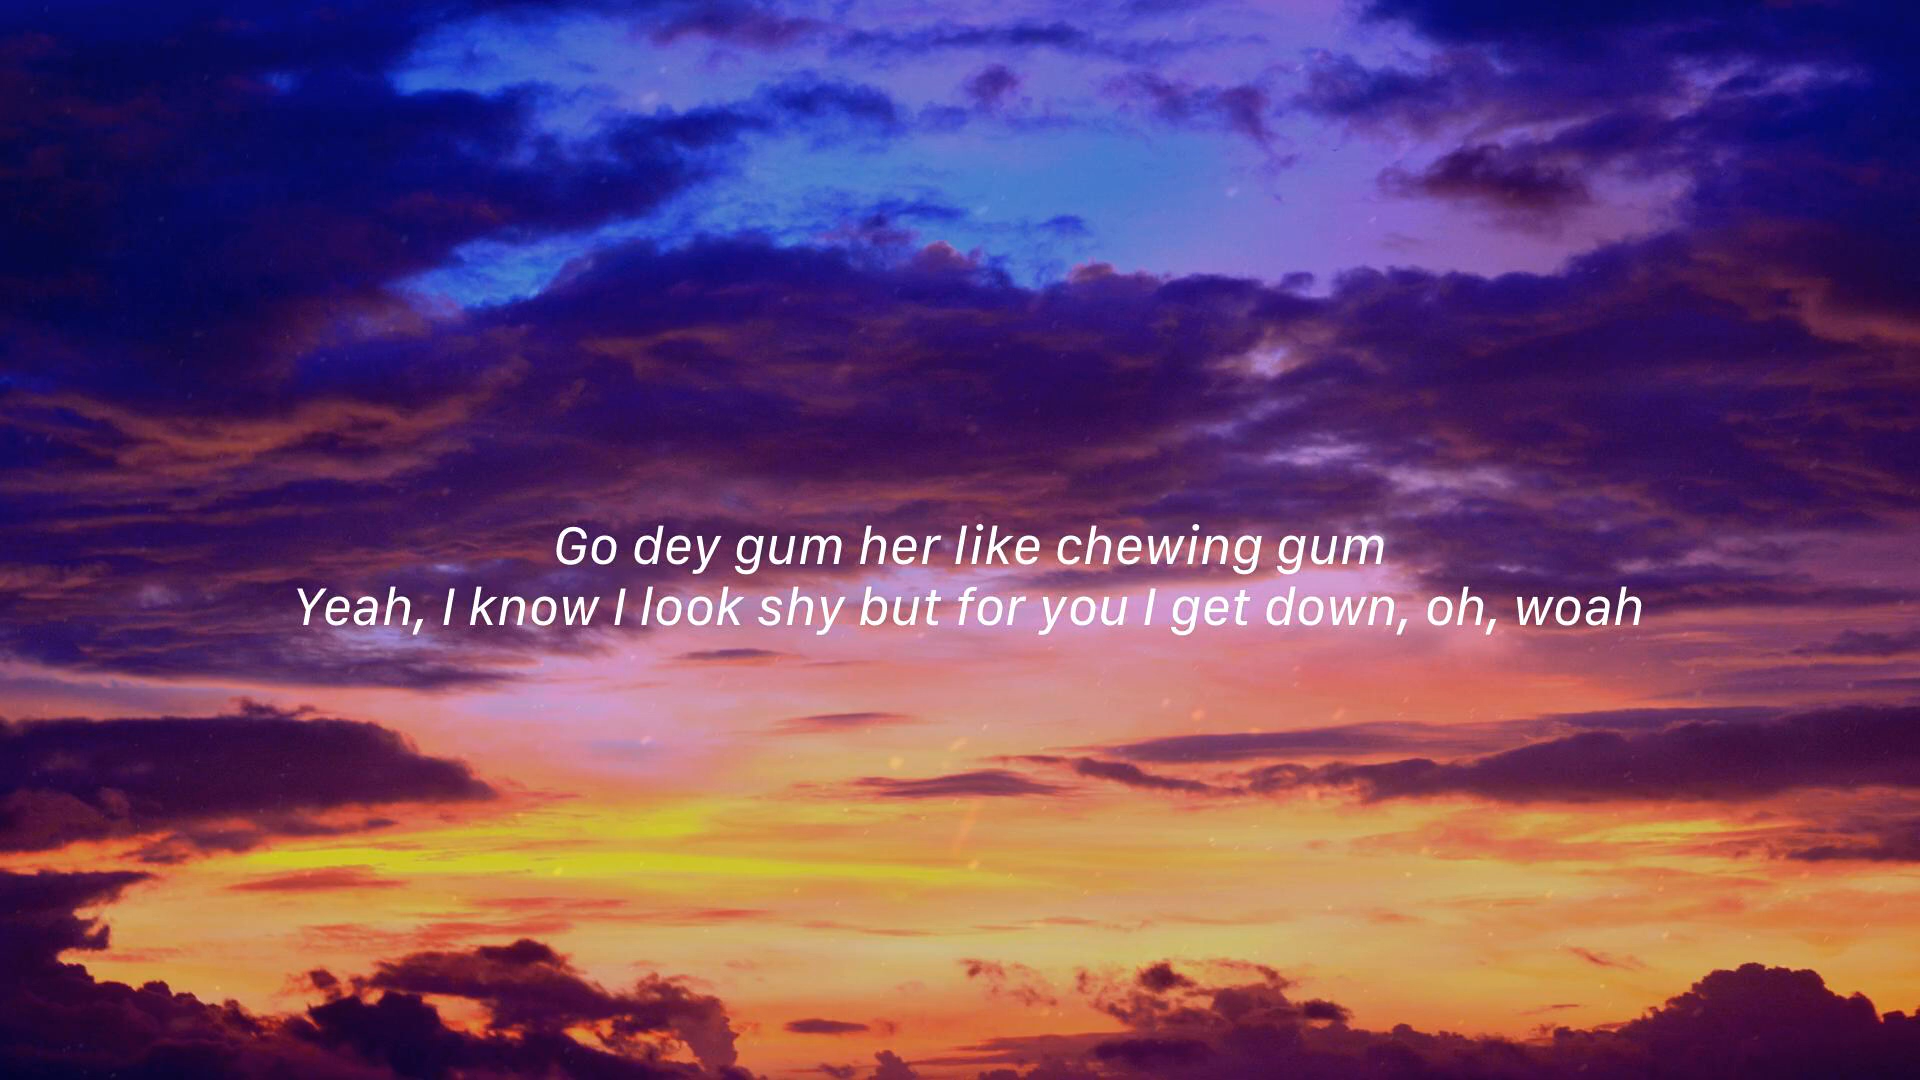 Go dey gum her like chewing gum
Yeah, I know I look shy but for you I get down, oh, woah